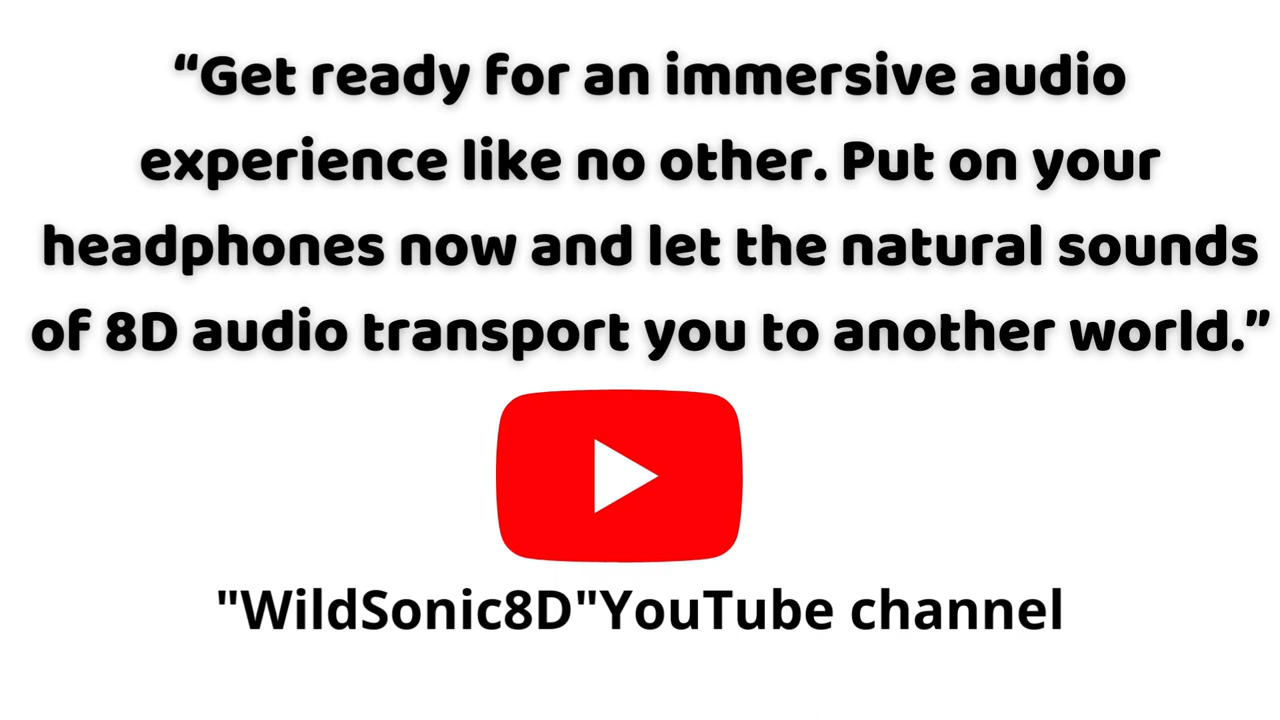 “Get ready for an immersive audio
experience like no other. Put on your
headphones now and let the natural sounds
of 8D audio transport you to another world.”
"WildSonic8D"YouTube channel